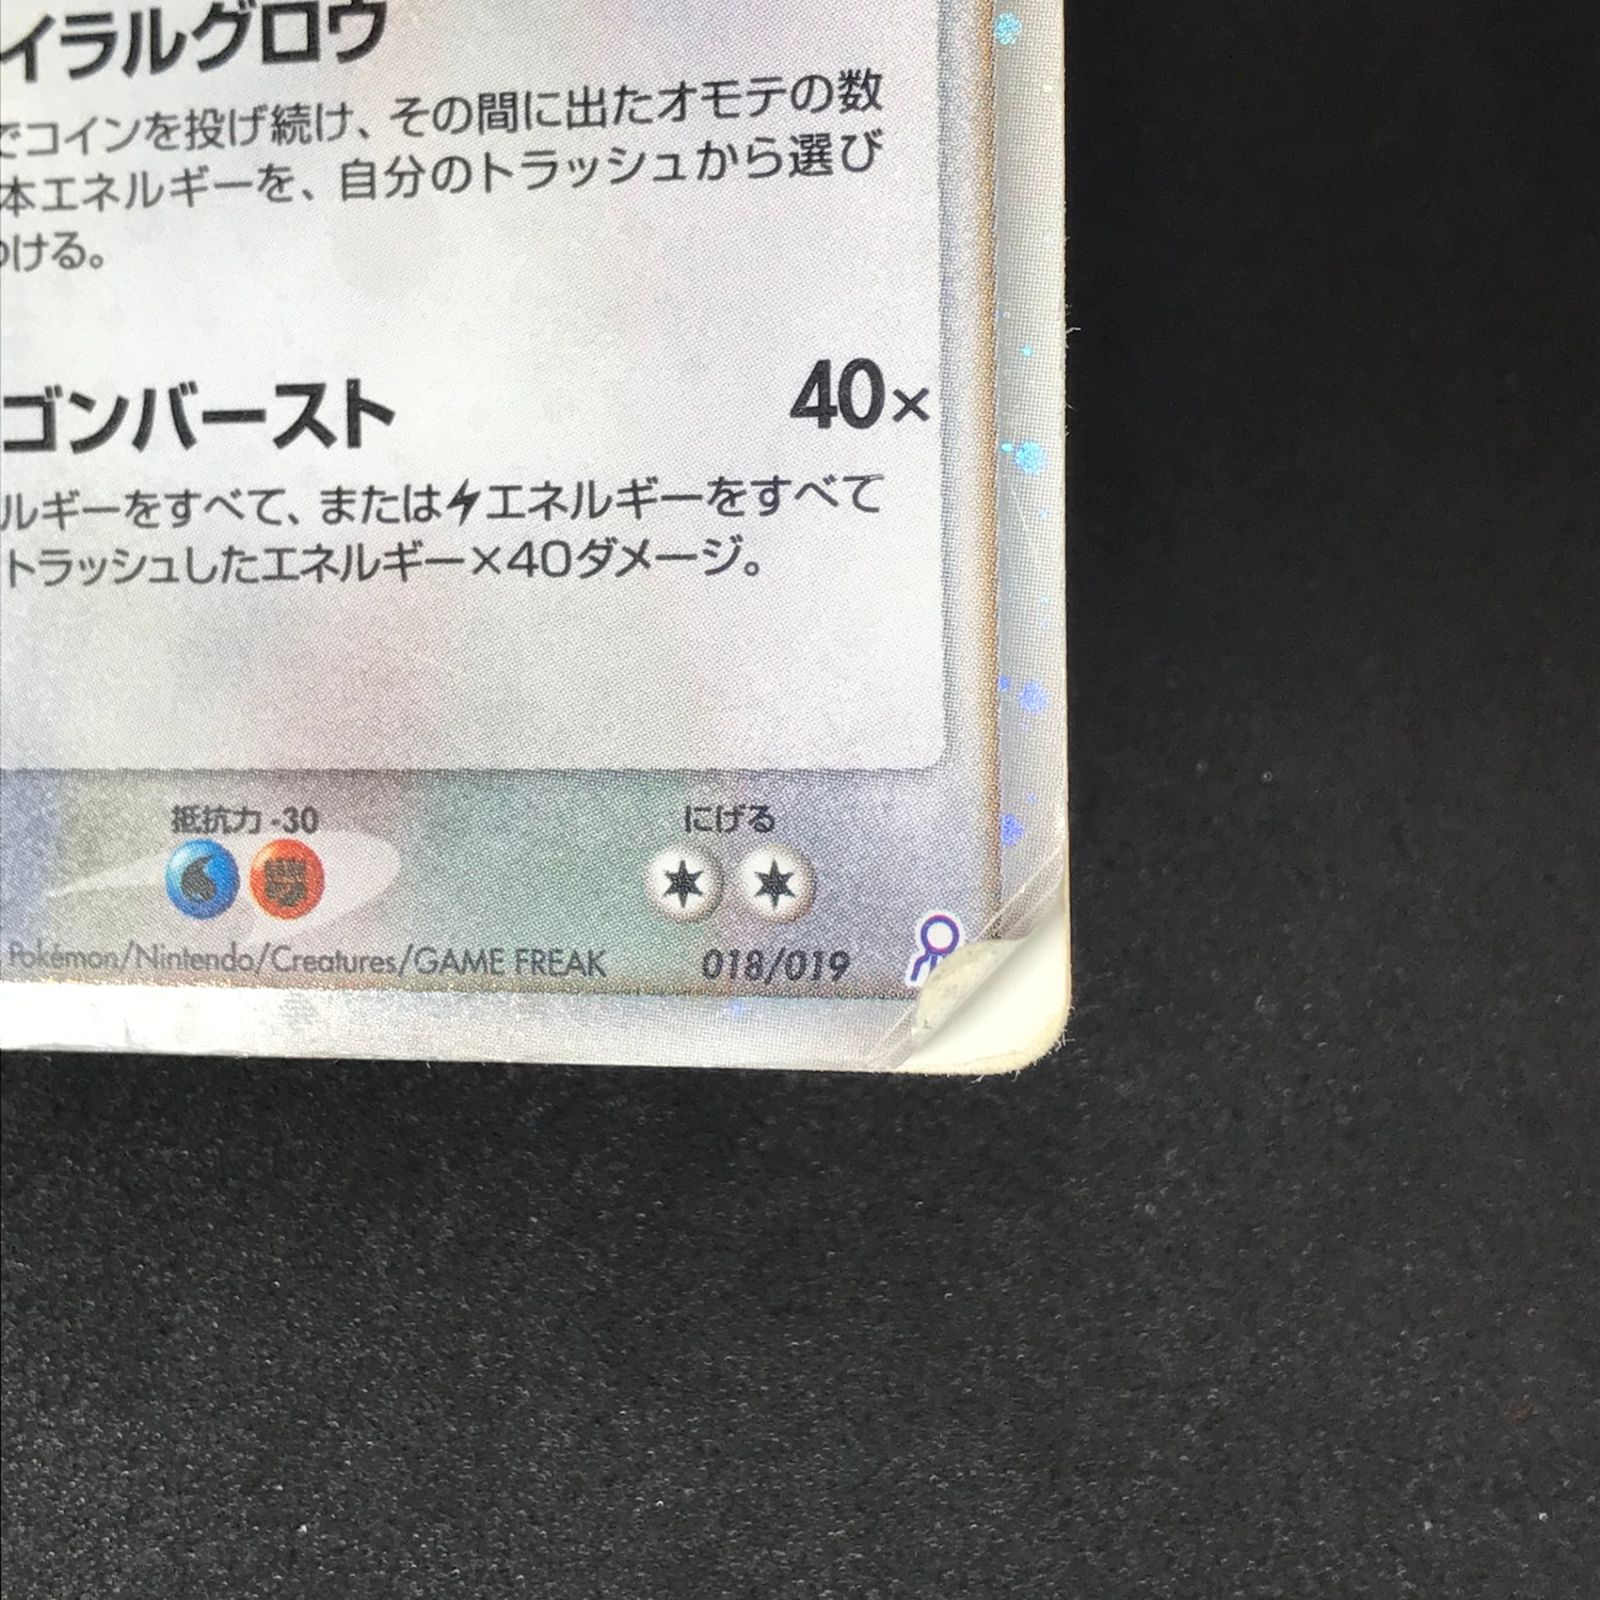 イラルグロウ
でコインを投げ続け、その間に出たオモテの数
本エネルギーを、自分のトラッシュから選び
つける。
ゴンバースト 40×
ルギーをすべて、またはエネルギーをすべて
トラッシュしたエネルギー×40ダメージ。
抵抗力 -30 にげる
Pokémon/Nintendo/Creatures/GAME FREAK 018/019